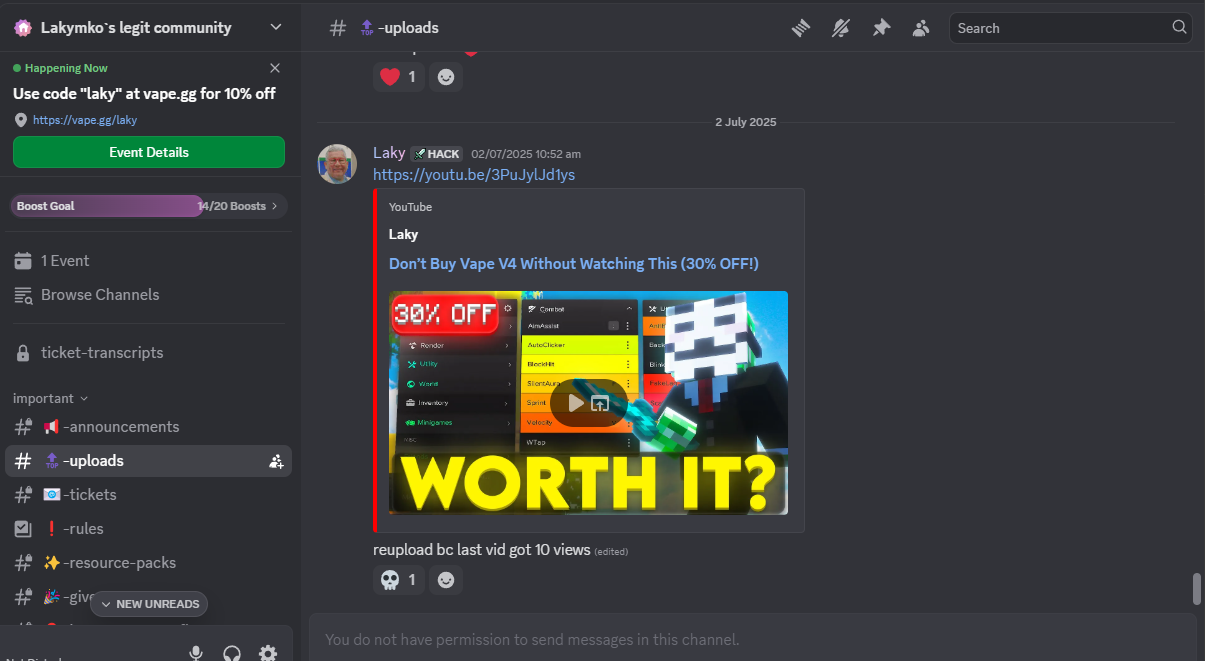 Lakymko`s legit community
Happening Now
Use code "laky" at vape.gg for 10% off
https://vape.gg/laky
Event Details
Boost Goal
14/20 Boosts
1 Event
Browse Channels
ticket-transcripts
important
-announcements
TOP -uploads
-tickets
-rules
-resource-packs
-give
NEW UNREADS
TOP -uploads
Search
1
2 July 2025
Laky HACK 02/07/2025 10:52 am
https://youtu.be/3PuJylJd1ys
YouTube
Laky
Don't Buy Vape V4 Without Watching This (30% OFF!)
30% OFF
Render
Utility
World
Inventory
Minigames
Combat
AimAssist
AutoClicker
BlockHit
SilentAura
Sprint
Velocity
WTap
WORTH IT?
reupload bc last vid got 10 views (edited)
1
You do not have permission to send messages in this channel.